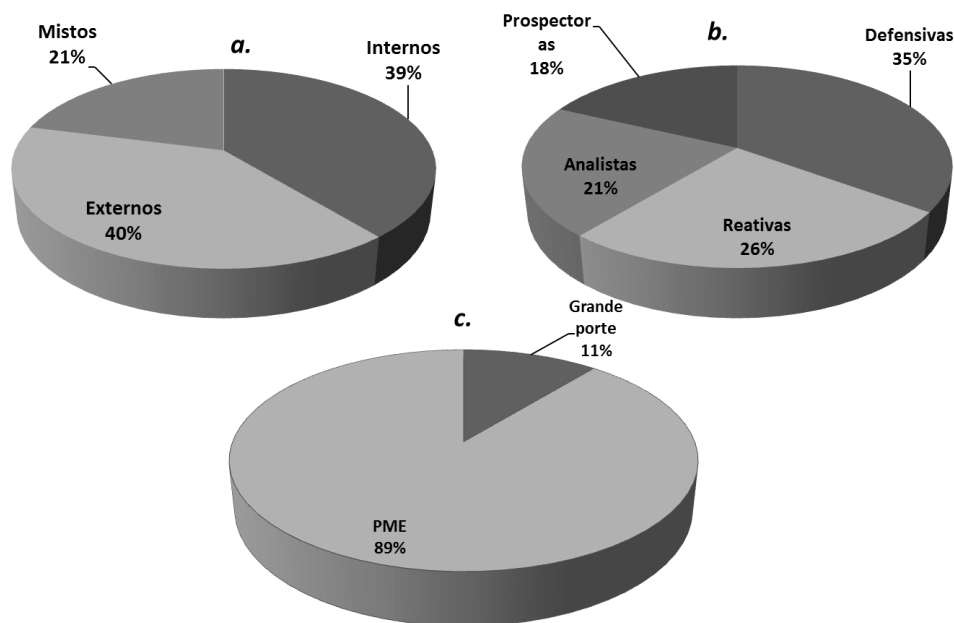 a.
Mistos
21%
Internos
39%
Externos
40%
b.
Prospector
as
18%
Defensivas
35%
Analistas
21%
Reativas
26%
c.
Grande
porte
11%
PME
89%